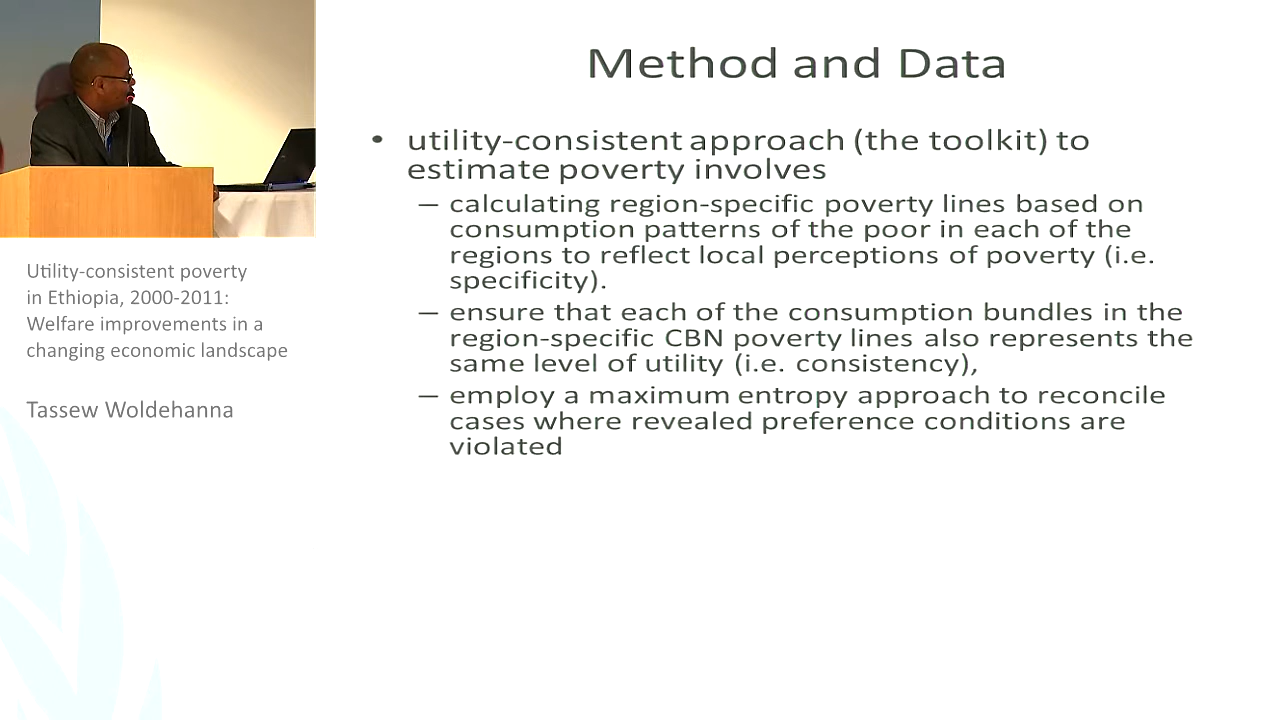 Method and Data
• utility-consistent approach (the toolkit) to
estimate poverty involves
– calculating region-specific poverty lines based on
consumption patterns of the poor in each of the
regions to reflect local perceptions of poverty (i.e.
specificity).
– ensure that each of the consumption bundles in the
region-specific CBN poverty lines also represents the
same level of utility (i.e. consistency),
– employ a maximum entropy approach to reconcile
cases where revealed preference conditions are
violated
Utility-consistent poverty
in Ethiopia, 2000-2011:
Welfare improvements in a
changing economic landscape
Tassew Woldehanna